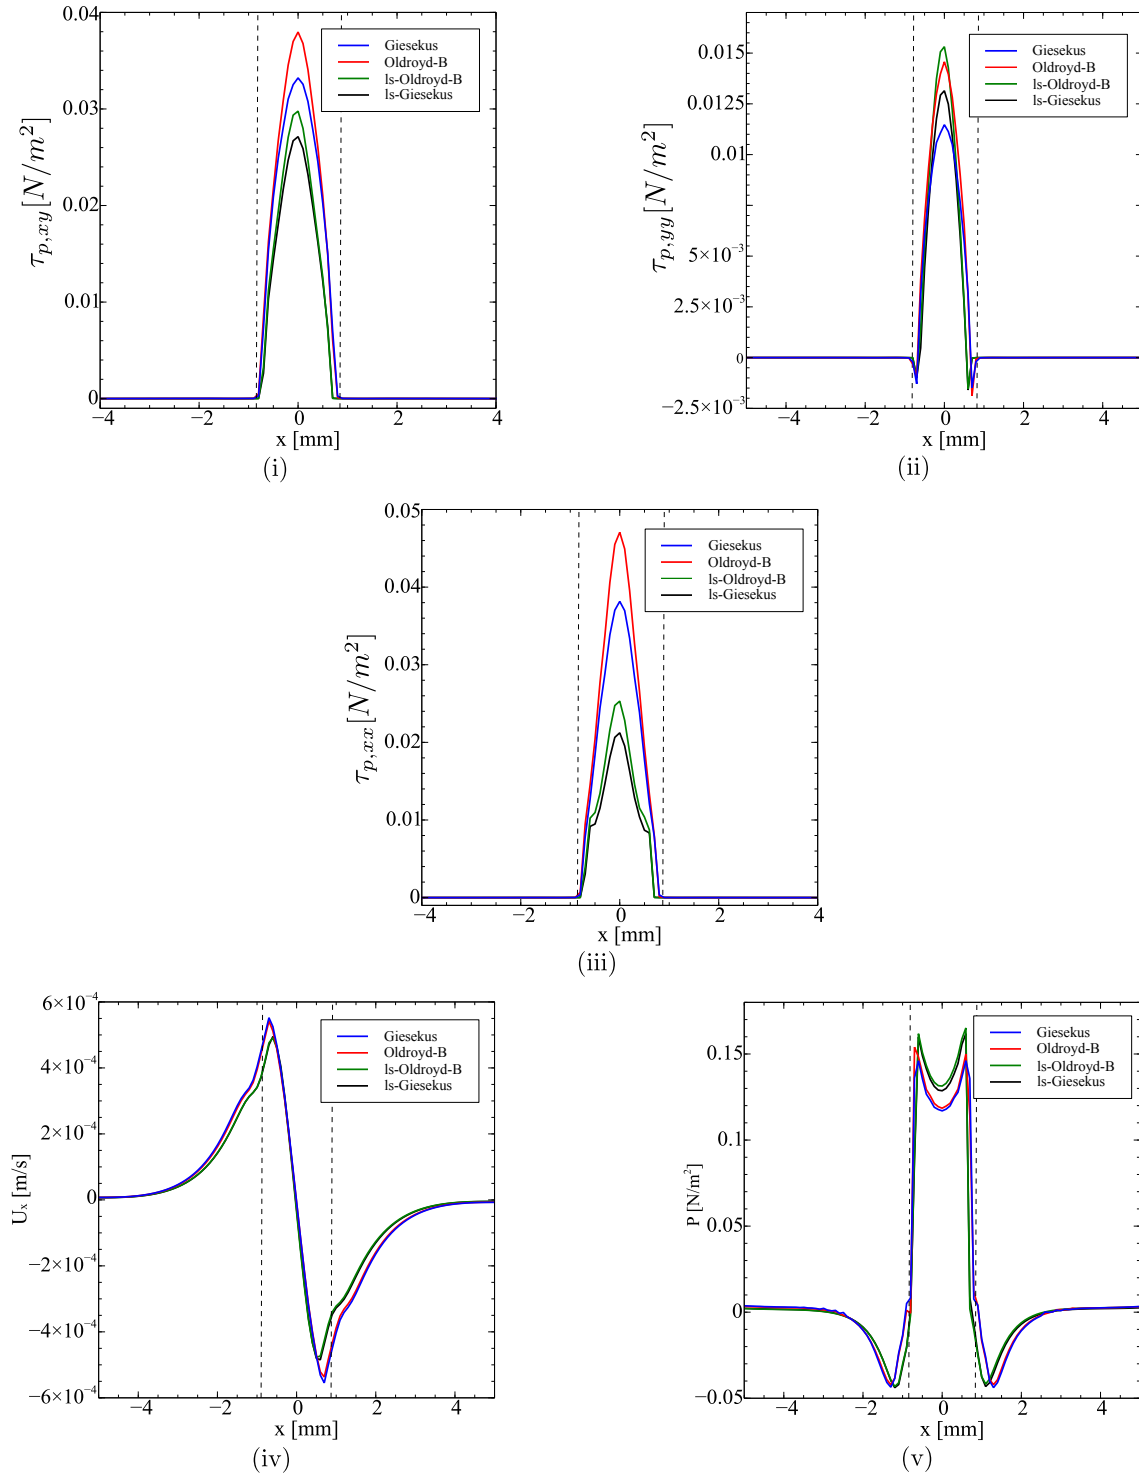 0.04
0.03
0.02
0.01
0
τp,xy[N/m²]
Giesekus
Oldroyd-B
ls-Oldroyd-B
ls-Giesekus
−4 −2 0 2 4
x [mm]
(i)
0.015
0.0125
0.01
5×10⁻³
2.5×10⁻³
0
−2.5×10⁻³
τp,yy[N/m²]
Giesekus
Oldroyd-B
ls-Oldroyd-B
ls-Giesekus
−4 −2 0 2 4
x [mm]
(ii)
0.05
0.04
0.03
0.02
0.01
0
τp,xx[N/m²]
Giesekus
Oldroyd-B
ls-Oldroyd-B
ls-Giesekus
−4 −2 0 2 4
x [mm]
(iii)
6×10⁻⁴
4×10⁻⁴
2×10⁻⁴
0
−2×10⁻⁴
−4×10⁻⁴
−6×10⁻⁴
Ux [m/s]
Giesekus
Oldroyd-B
ls-Oldroyd-B
ls-Giesekus
−4 −2 0 2 4
x [mm]
(iv)
0.15
0.1
0.05
0
−0.05
P [N/m²]
Giesekus
Oldroyd-B
ls-Oldroyd-B
ls-Giesekus
−4 −2 0 2 4
x [mm]
(v)